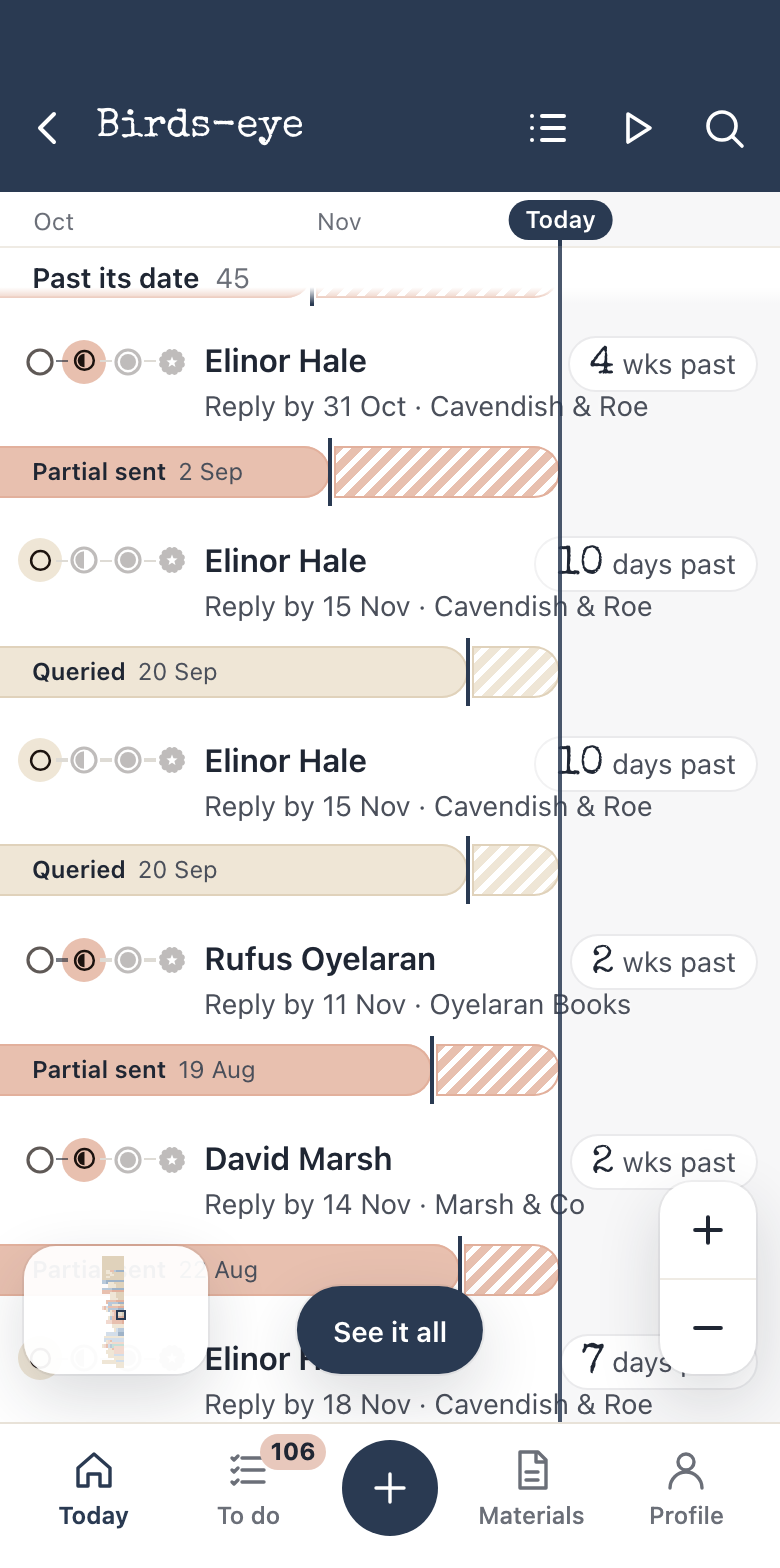 Birds-eye
Oct Nov Today
Past its date 45
Elinor Hale 4 wks past
Reply by 31 Oct · Cavendish & Roe
Partial sent 2 Sep
Elinor Hale 10 days past
Reply by 15 Nov · Cavendish & Roe
Queried 20 Sep
Elinor Hale 10 days past
Reply by 15 Nov · Cavendish & Roe
Queried 20 Sep
Rufus Oyelaran 2 wks past
Reply by 11 Nov · Oyelaran Books
Partial sent 19 Aug
David Marsh 2 wks past
Reply by 14 Nov · Marsh & Co
Partial sent 22 Aug
See it all
Elinor 7 days
Reply by 18 Nov · Cavendish & Roe
106
Today To do Materials Profile